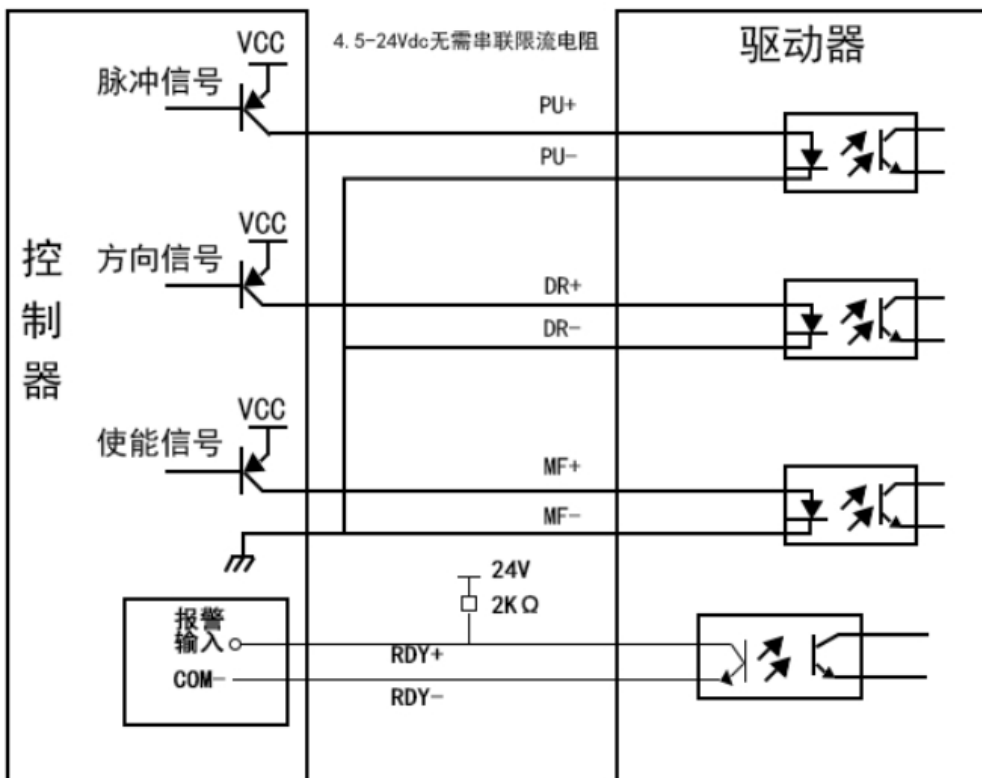 4.5-24Vdc无需串联限流电阻
驱动器
VCC
脉冲信号
PU+
PU-
VCC
方向信号
DR+
DR-
控制器
VCC
使能信号
MF+
MF-
24V
2KΩ
报警
输入
RDY+
COM-
RDY-